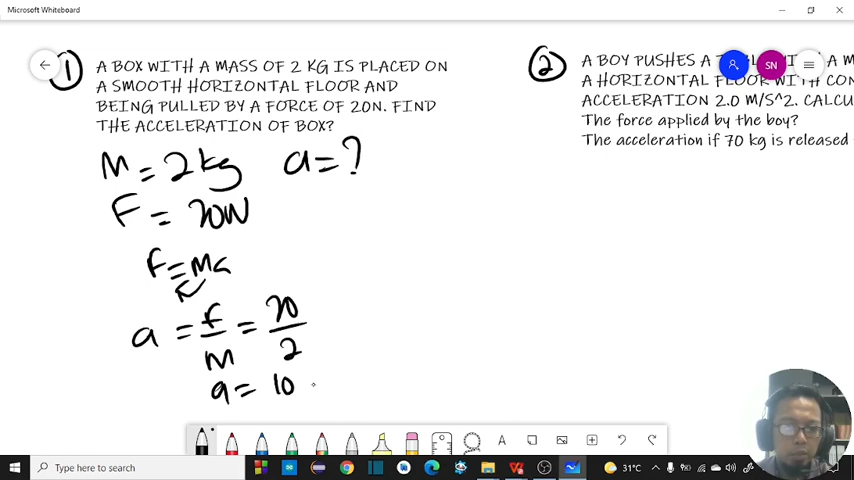 Microsoft Whiteboard
1
A BOX WITH A MASS OF 2 KG IS PLACED ON
A SMOOTH HORIZONTAL FLOOR AND
BEING PULLED BY A FORCE OF 20N. FIND
THE ACCELERATION OF BOX?
M = 2kg a = ?
F = 20N
F = Ma
a = F/M = 20/2
a = 10
2
A BOY PUSHES A
A HORIZONTAL FLOOR WITH CON
ACCELERATION 2.0 M/S^2. CALCU
The force applied by the boy?
The acceleration if 70 kg is released
SN
A
Type here to search
31°C